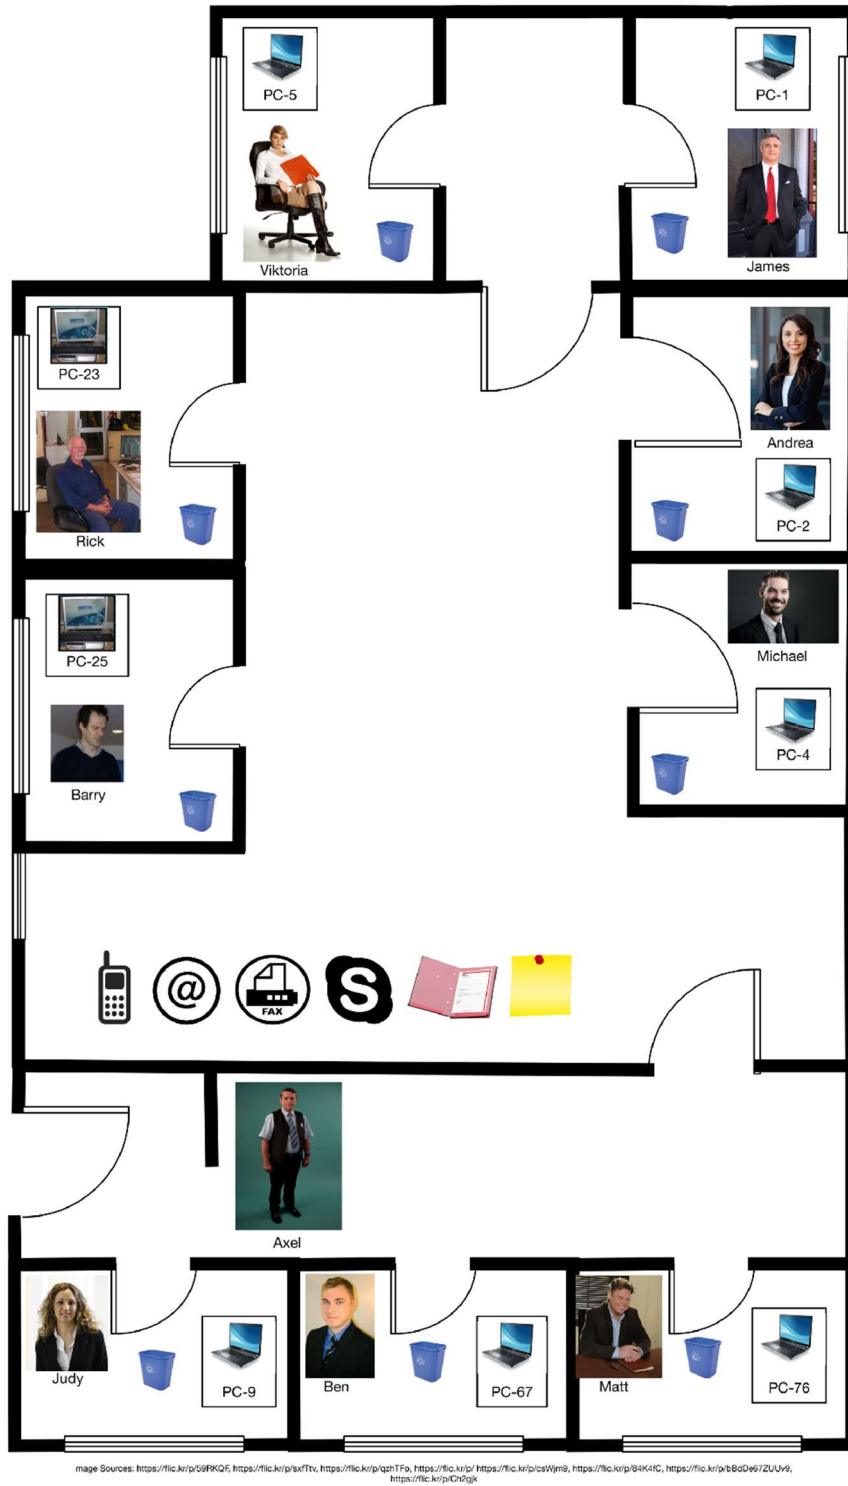 PC-5
PC-1
Viktoria
James
PC-23
Andrea
PC-2
Rick
Michael
PC-25
PC-4
Barry
@
FAX
S
Axel
Judy
PC-9
Ben
PC-67
Matt
PC-76
mage Sources: https://flic.kr/p/59RKQF, https://flic.kr/p/sxfTtv, https://flic.kr/p/qzhTFo, https://flic.kr/p/ https://flic.kr/p/csWjm9, https://flic.kr/p/84K4fC, https://flic.kr/p/bBdDe67ZUUv9,
https://flic.kr/p/Ch2gjk